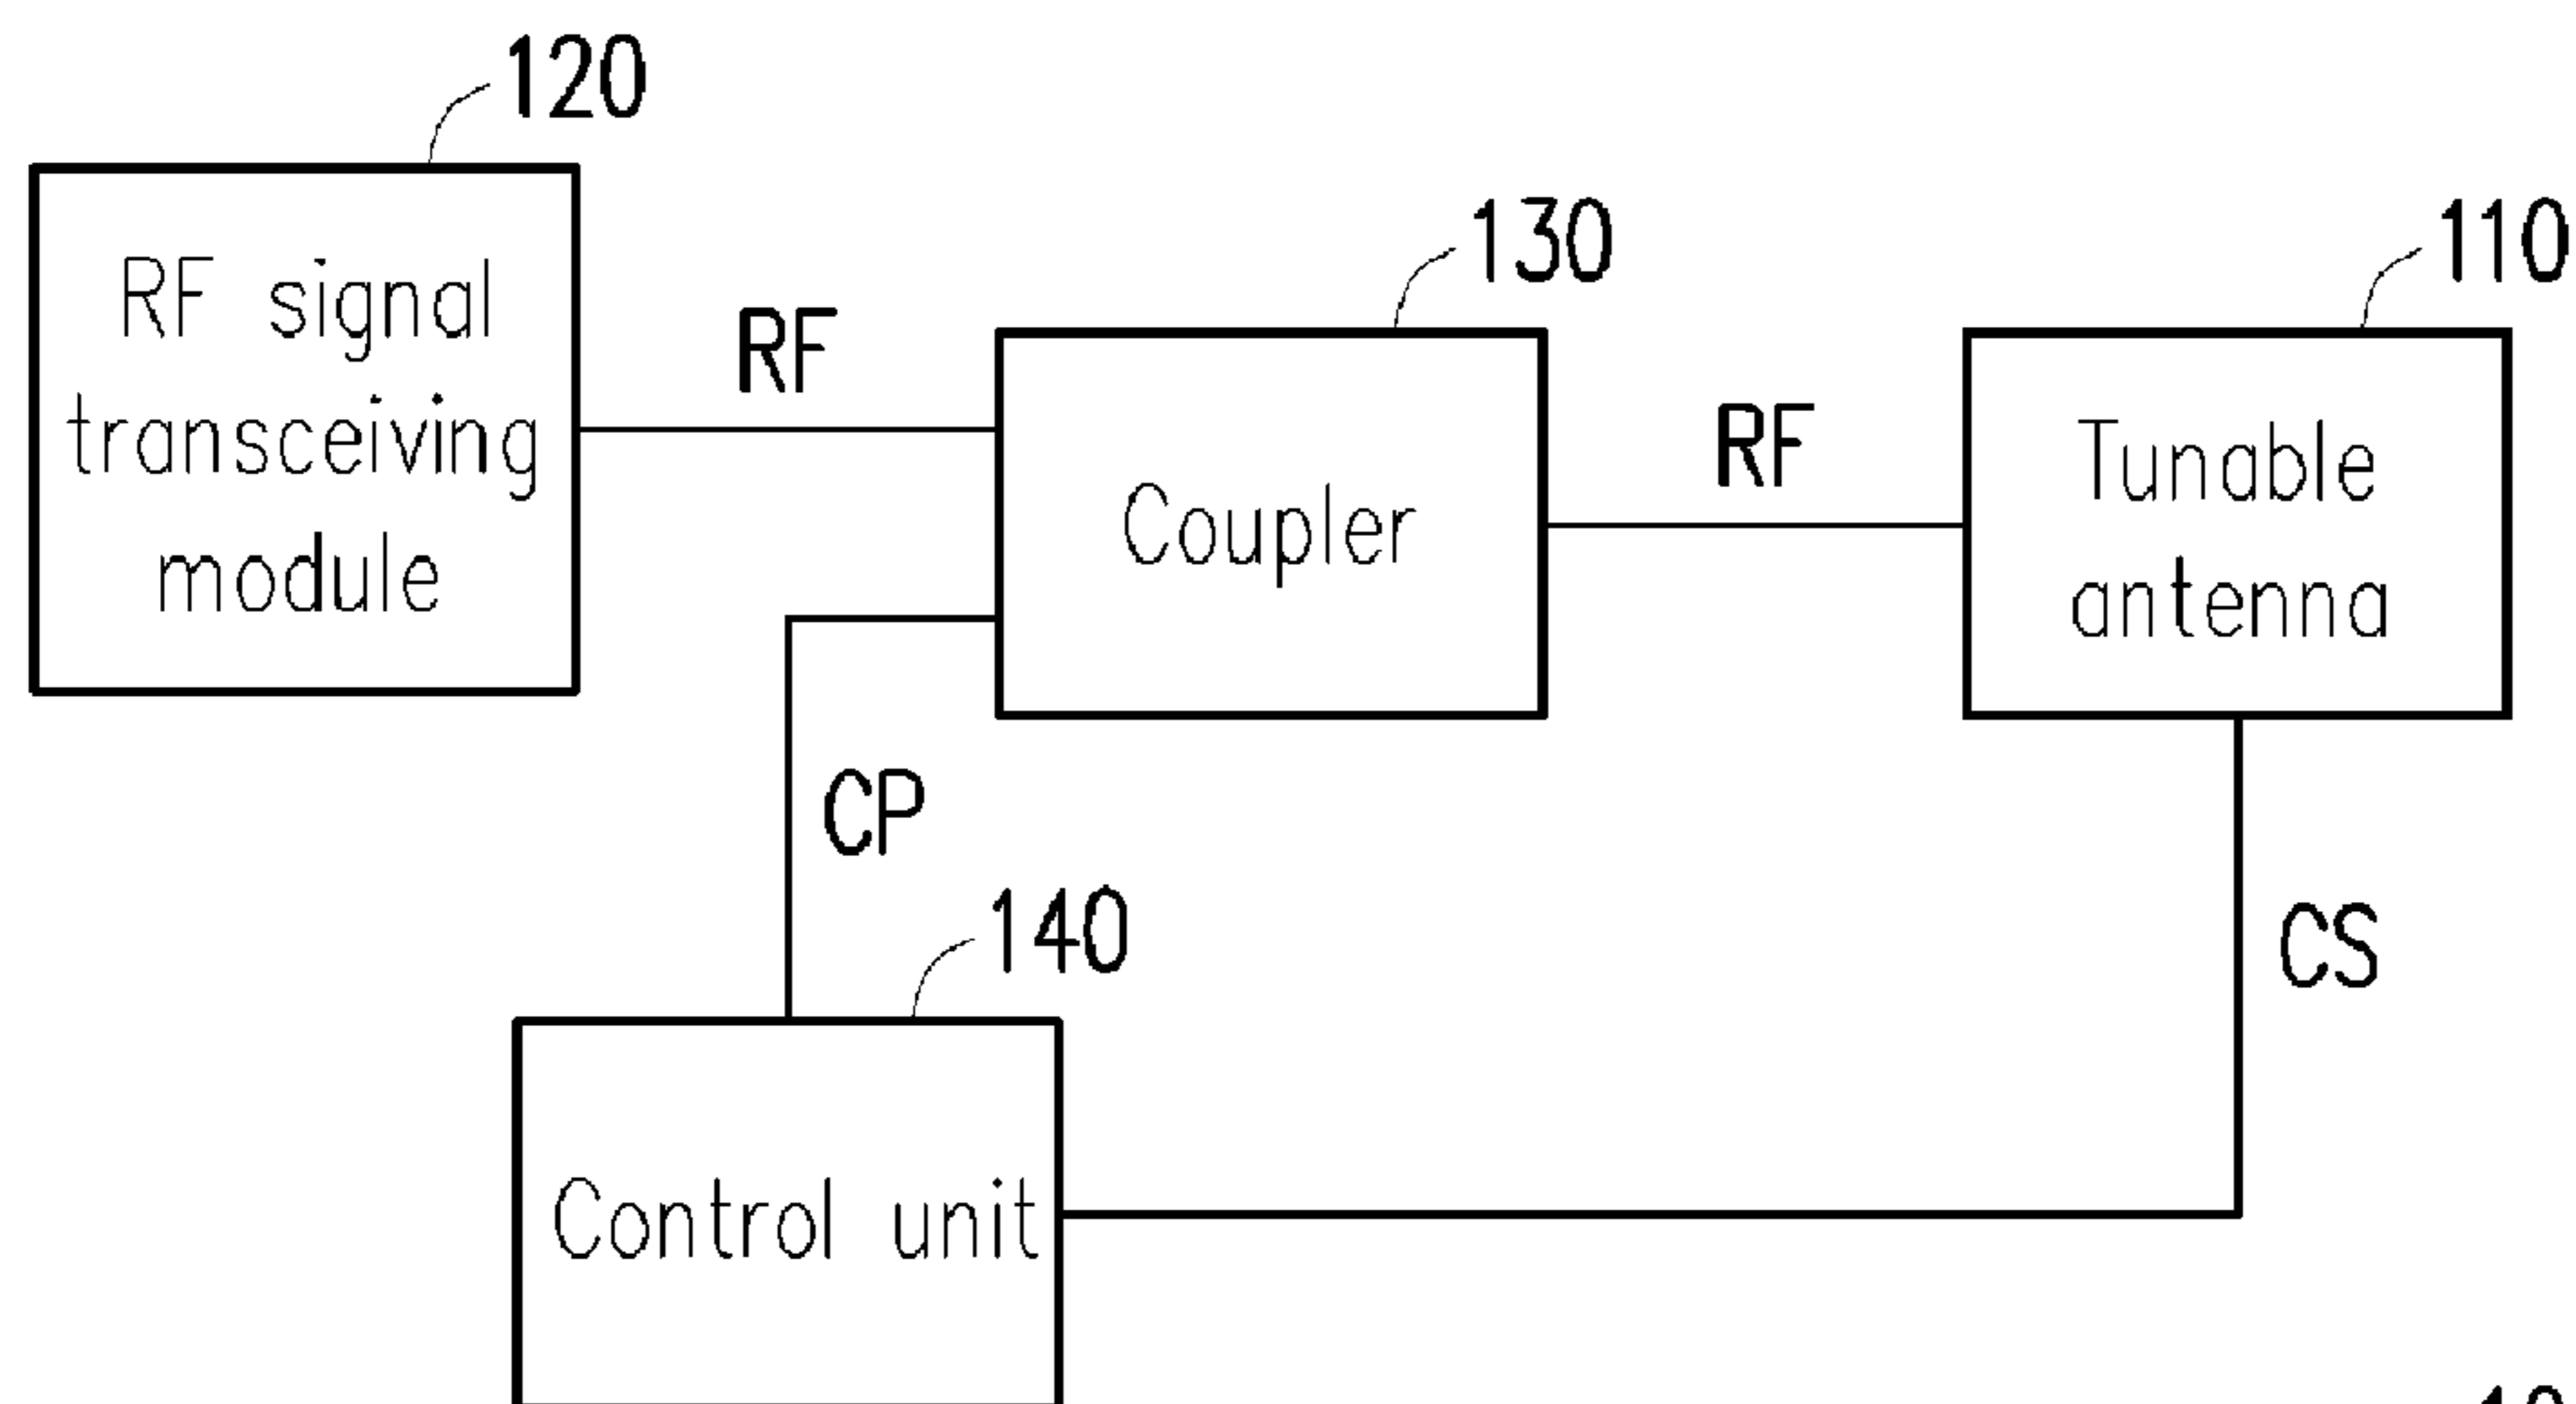 120
RF signal
transceiving
module
RF
130
Coupler
RF
110
Tunable
antenna
CP
140
Control unit
CS